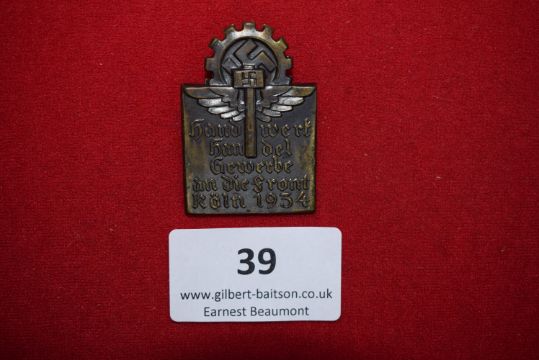 Handwerk
Handel
Gewerbe
an die Front
Köln 1934
39
www.gilbert-baitson.co.uk
Earnest Beaumont